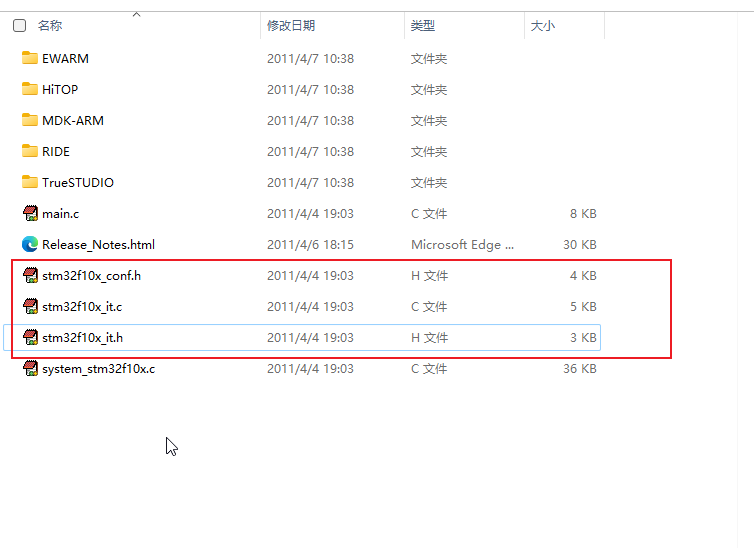 名称 修改日期 类型 大小
EWARM 2011/4/7 10:38 文件夹
HiTOP 2011/4/7 10:38 文件夹
MDK-ARM 2011/4/7 10:38 文件夹
RIDE 2011/4/7 10:38 文件夹
TrueSTUDIO 2011/4/7 10:38 文件夹
main.c 2011/4/4 19:03 C 文件 8 KB
Release_Notes.html 2011/4/6 18:15 Microsoft Edge ... 30 KB
stm32f10x_conf.h 2011/4/4 19:03 H 文件 4 KB
stm32f10x_it.c 2011/4/4 19:03 C 文件 5 KB
stm32f10x_it.h 2011/4/4 19:03 H 文件 3 KB
system_stm32f10x.c 2011/4/4 19:03 C 文件 36 KB